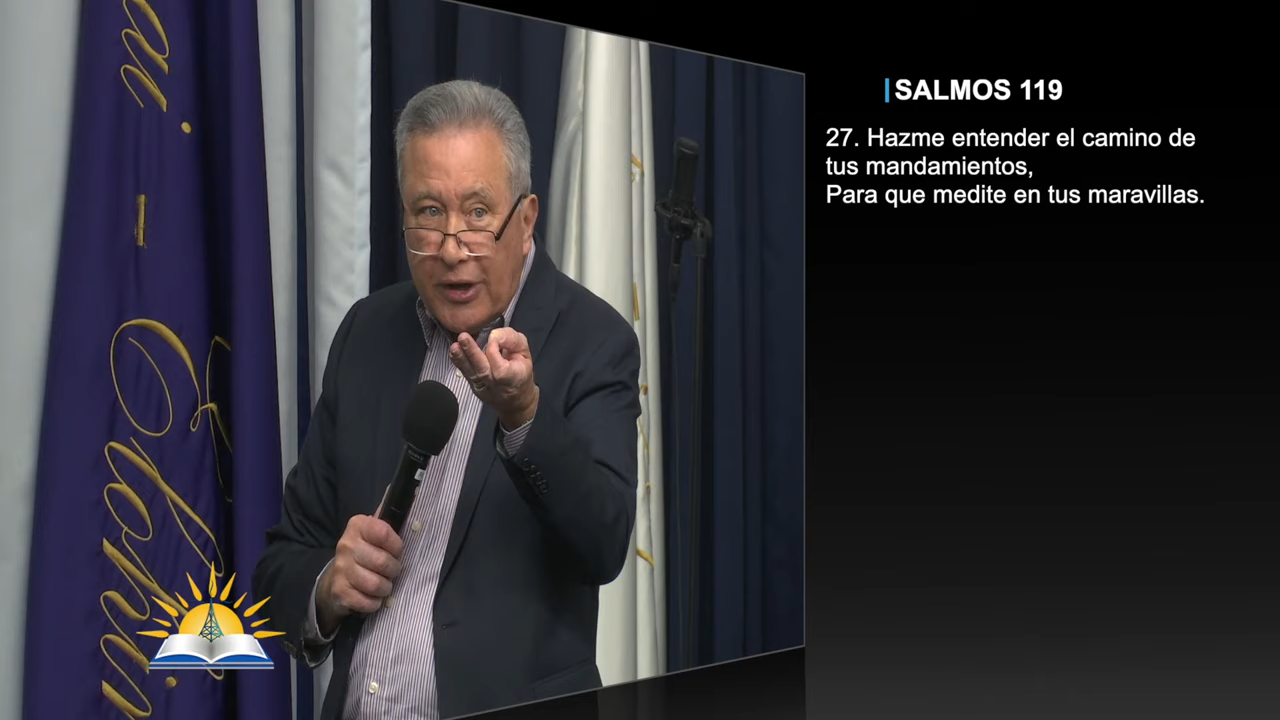 SALMOS 119
27. Hazme entender el camino de
tus mandamientos,
Para que medite en tus maravillas.